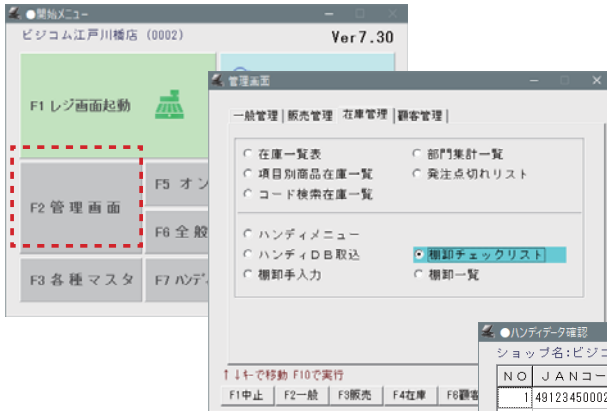 ●開始メニュー
ビジコム江戸川橋店 (0002)
Ver7.30
F1 レジ画面起動
F2 管理画面
F5 オン
F6 全般
F3 各種マスタ
F7 ハンデ
管理画面
一般管理
販売管理
在庫管理
顧客管理
在庫一覧表
部門集計一覧
項目別商品在庫一覧
発注点切れリスト
コード検索在庫一覧
ハンディメニュー
ハンディDB取込
棚卸チェックリスト
棚卸手入力
棚卸一覧
↑↓キーで移動 F10で実行
F1中止
F2一般
F3販売
F4在庫
F6顧客
●ハンディデータ確認
ショップ名:ビジコ
NO
JANコー
1
4912345000